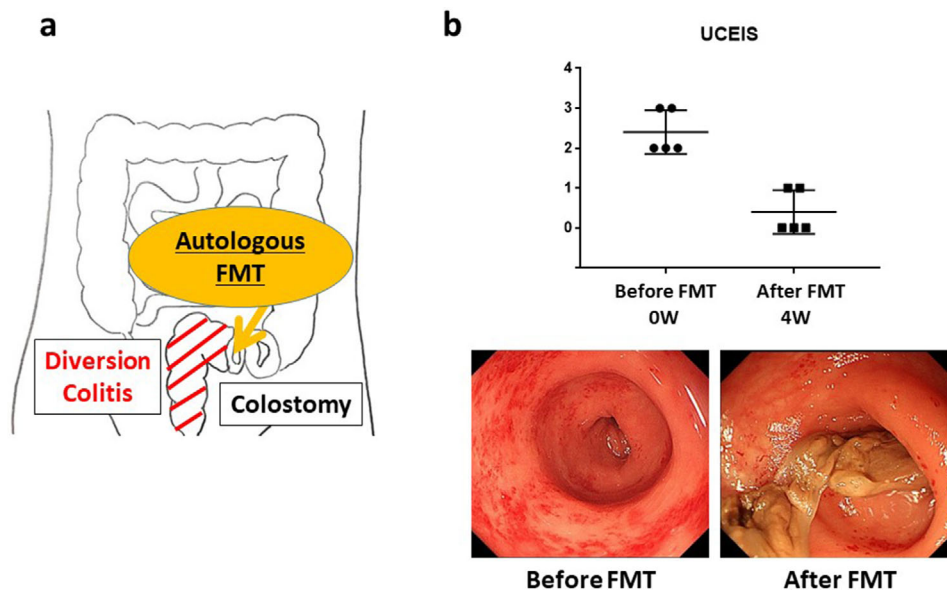 a
Autologous
FMT
Diversion
Colitis
Colostomy
b
UCEIS
4
3
2
1
0
Before FMT
0W
After FMT
4W
Before FMT
After FMT